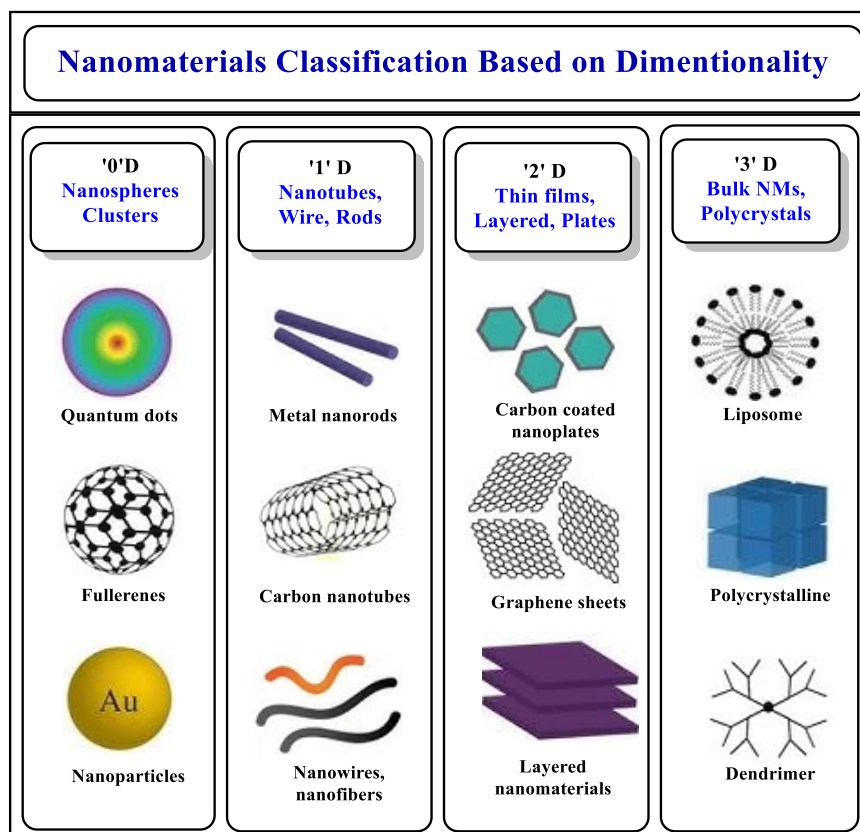 Nanomaterials Classification Based on Dimentionality
'0'D
Nanospheres
Clusters
Quantum dots
Fullerenes
Au
Nanoparticles
'1' D
Nanotubes,
Wire, Rods
Metal nanorods
Carbon nanotubes
Nanowires,
nanofibers
'2' D
Thin films,
Layered, Plates
Carbon coated
nanoplates
Graphene sheets
Layered
nanomaterials
'3' D
Bulk NMs,
Polycrystals
Liposome
Polycrystalline
Dendrimer